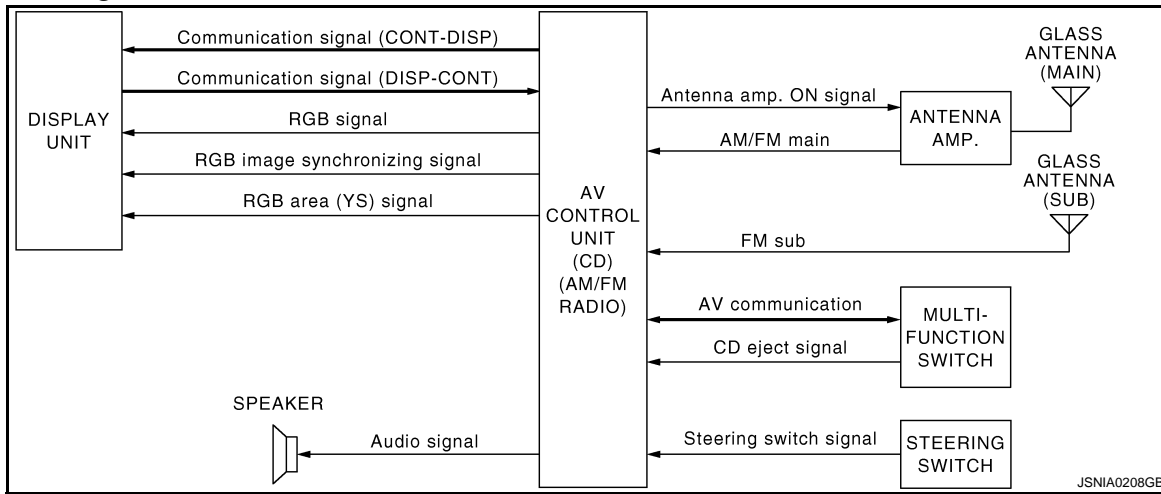 Communication signal (CONT-DISP)
Communication signal (DISP-CONT)
DISPLAY
UNIT
RGB signal
RGB image synchronizing signal
RGB area (YS) signal
SPEAKER
Audio signal
AV
CONTROL
UNIT
(CD)
(AM/FM
RADIO)
Antenna amp. ON signal
AM/FM main
ANTENNA
AMP.
GLASS
ANTENNA
(MAIN)
GLASS
ANTENNA
(SUB)
FM sub
AV communication
CD eject signal
MULTI-
FUNCTION
SWITCH
Steering switch signal
STEERING
SWITCH